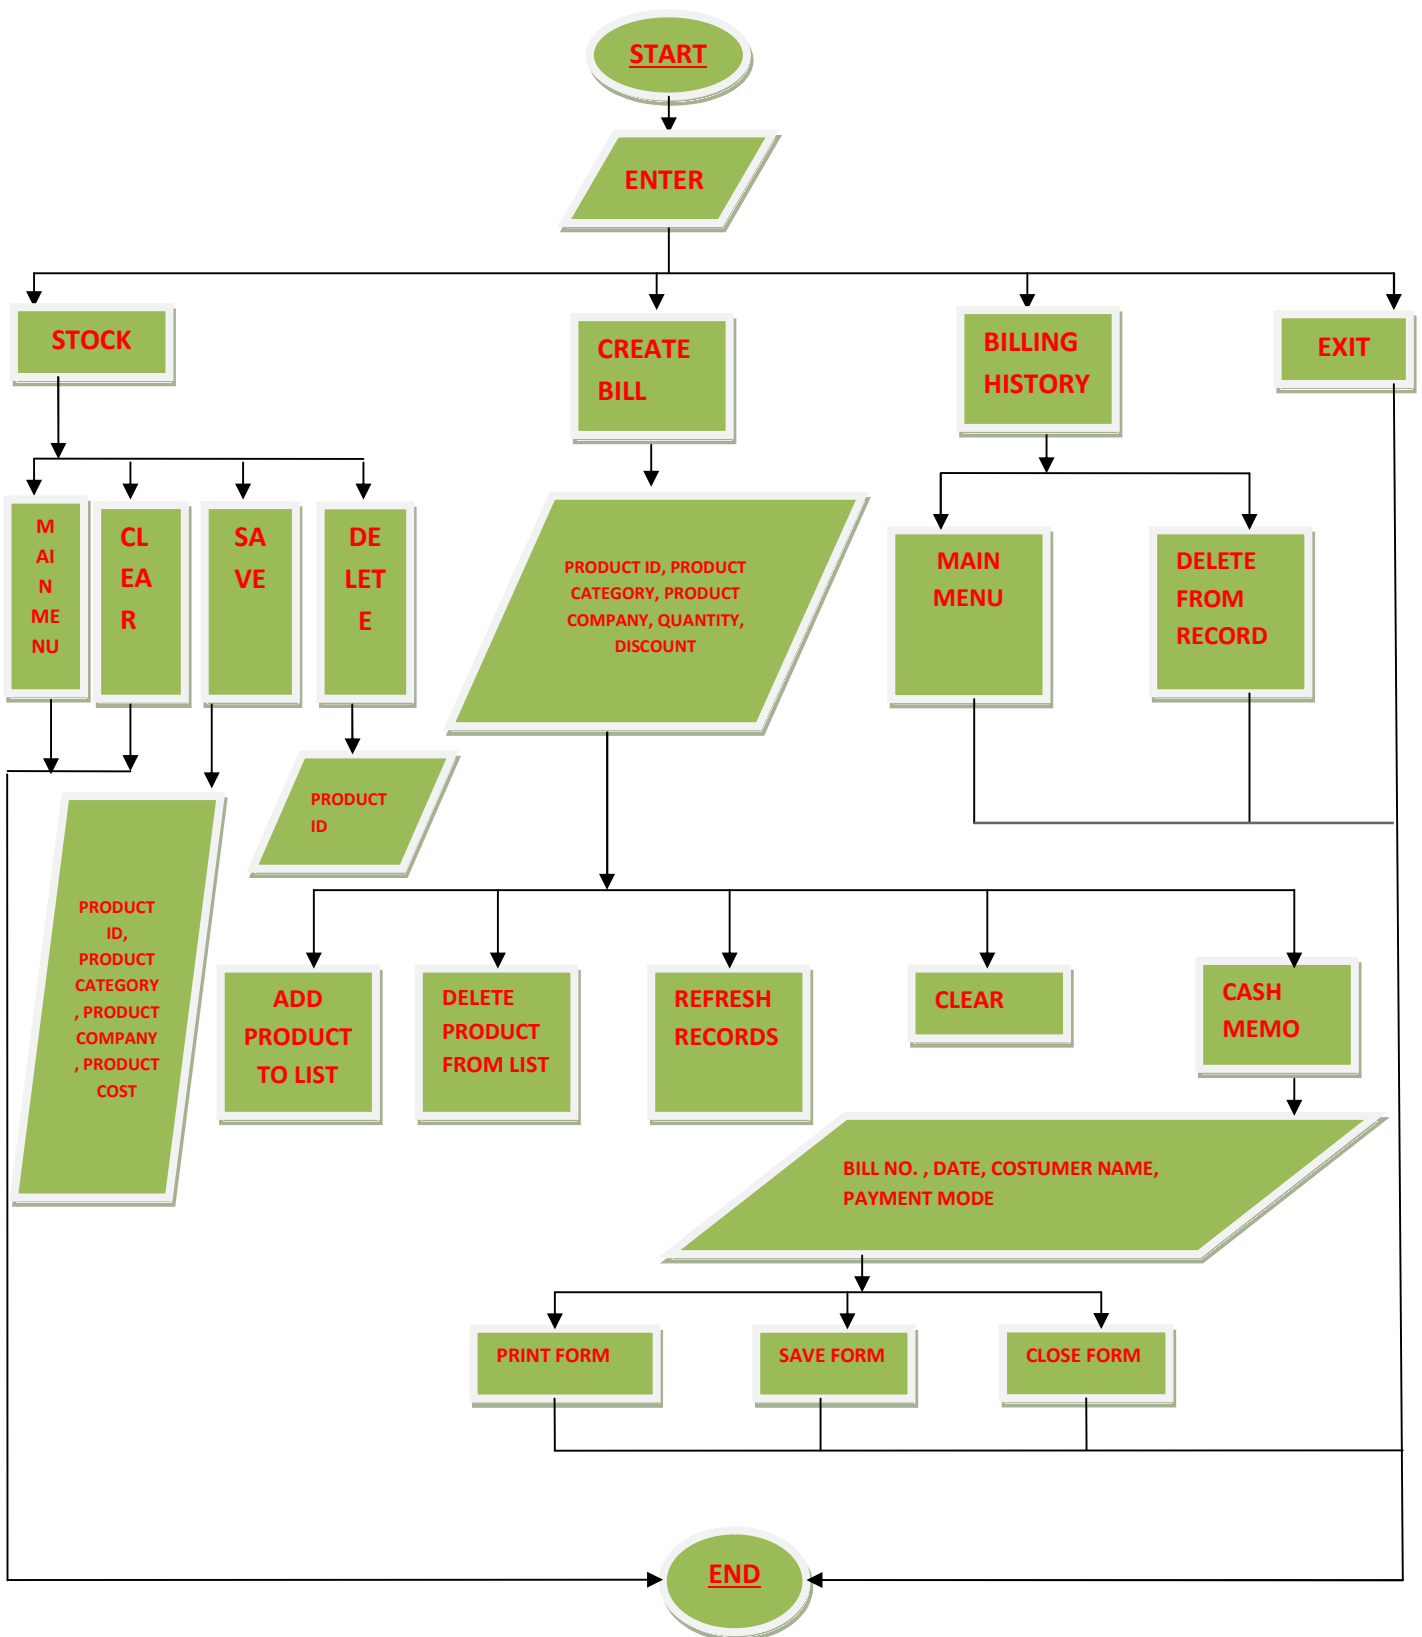 START
ENTER
STOCK
CREATE
BILL
BILLING
HISTORY
EXIT
M
AI
N
ME
NU
CL
EA
R
SA
VE
DE
LET
E
PRODUCT ID, PRODUCT
CATEGORY, PRODUCT
COMPANY, QUANTITY,
DISCOUNT
MAIN
MENU
DELETE
FROM
RECORD
PRODUCT
ID
PRODUCT
ID,
PRODUCT
CATEGORY
, PRODUCT
COMPANY
, PRODUCT
COST
ADD
PRODUCT
TO LIST
DELETE
PRODUCT
FROM LIST
REFRESH
RECORDS
CLEAR
CASH
MEMO
BILL NO. , DATE, COSTUMER NAME,
PAYMENT MODE
PRINT FORM
SAVE FORM
CLOSE FORM
END